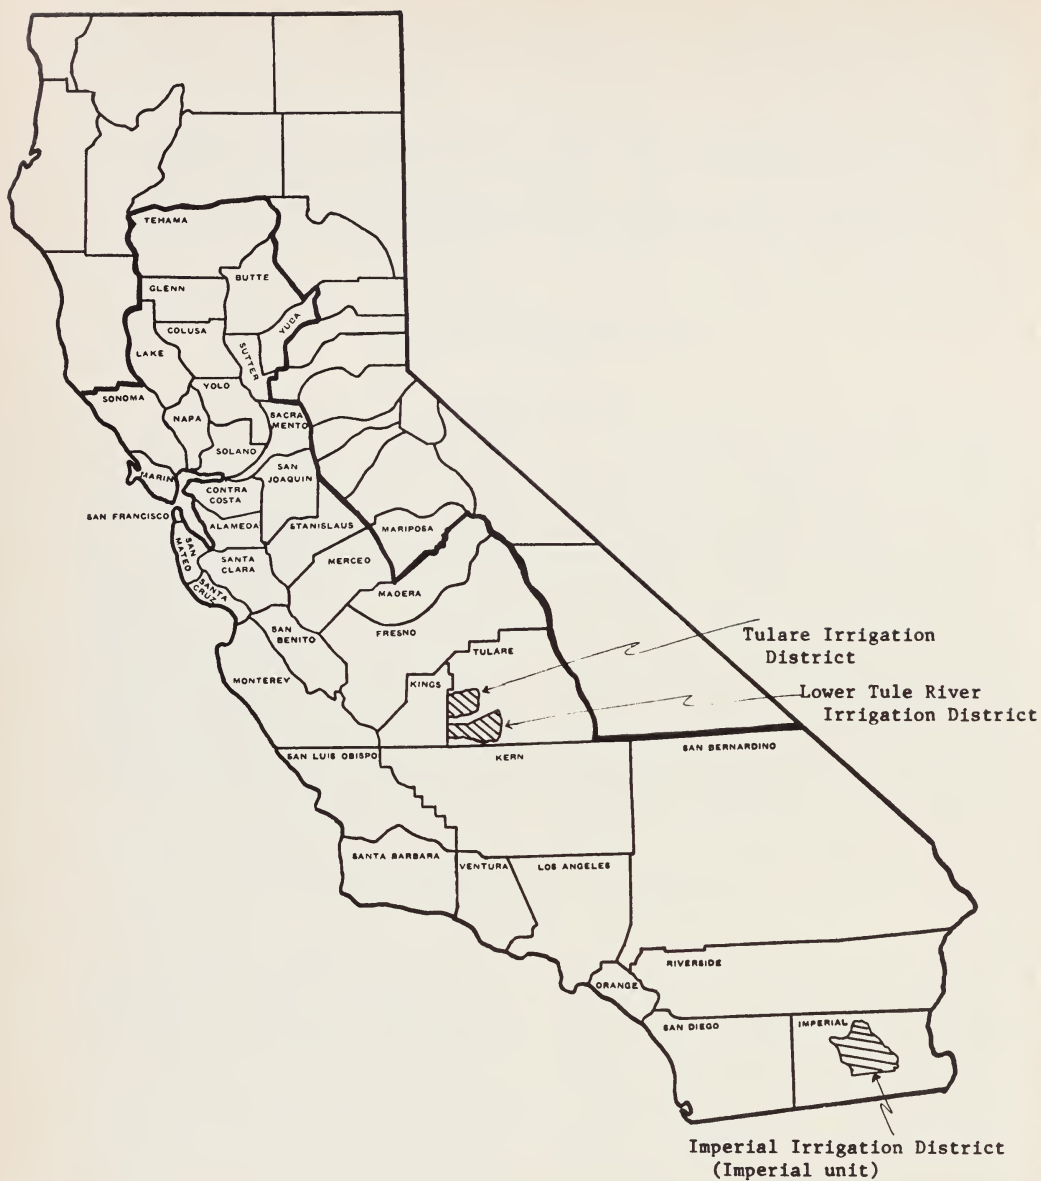 TEHAMA
BUTTE
GLENN
COLUSA
YUBA
LAKE
SUTTER
YOLO
SONOMA
NAPA
SACRA
MENTO
SOLANO
MARIN
SAN
JOAQUIN
CONTRA
COSTA
SAN FRANCISCO
ALAMEDA
STANISLAUS
MARIPOSA
SAN
MATEO
SANTA
CLARA
MERCED
SANTA
CRUZ
MADERA
SAN
BENITO
FRESNO
Tulare Irrigation
District
TULARE
MONTEREY
KINGS
Lower Tule River
Irrigation District
SAN LUIS OBISPO
KERN
SAN BERNARDINO
SANTA BARBARA
VENTURA
LOS ANGELES
RIVERSIDE
ORANGE
SAN DIEGO
IMPERIAL
Imperial Irrigation District
(Imperial unit)